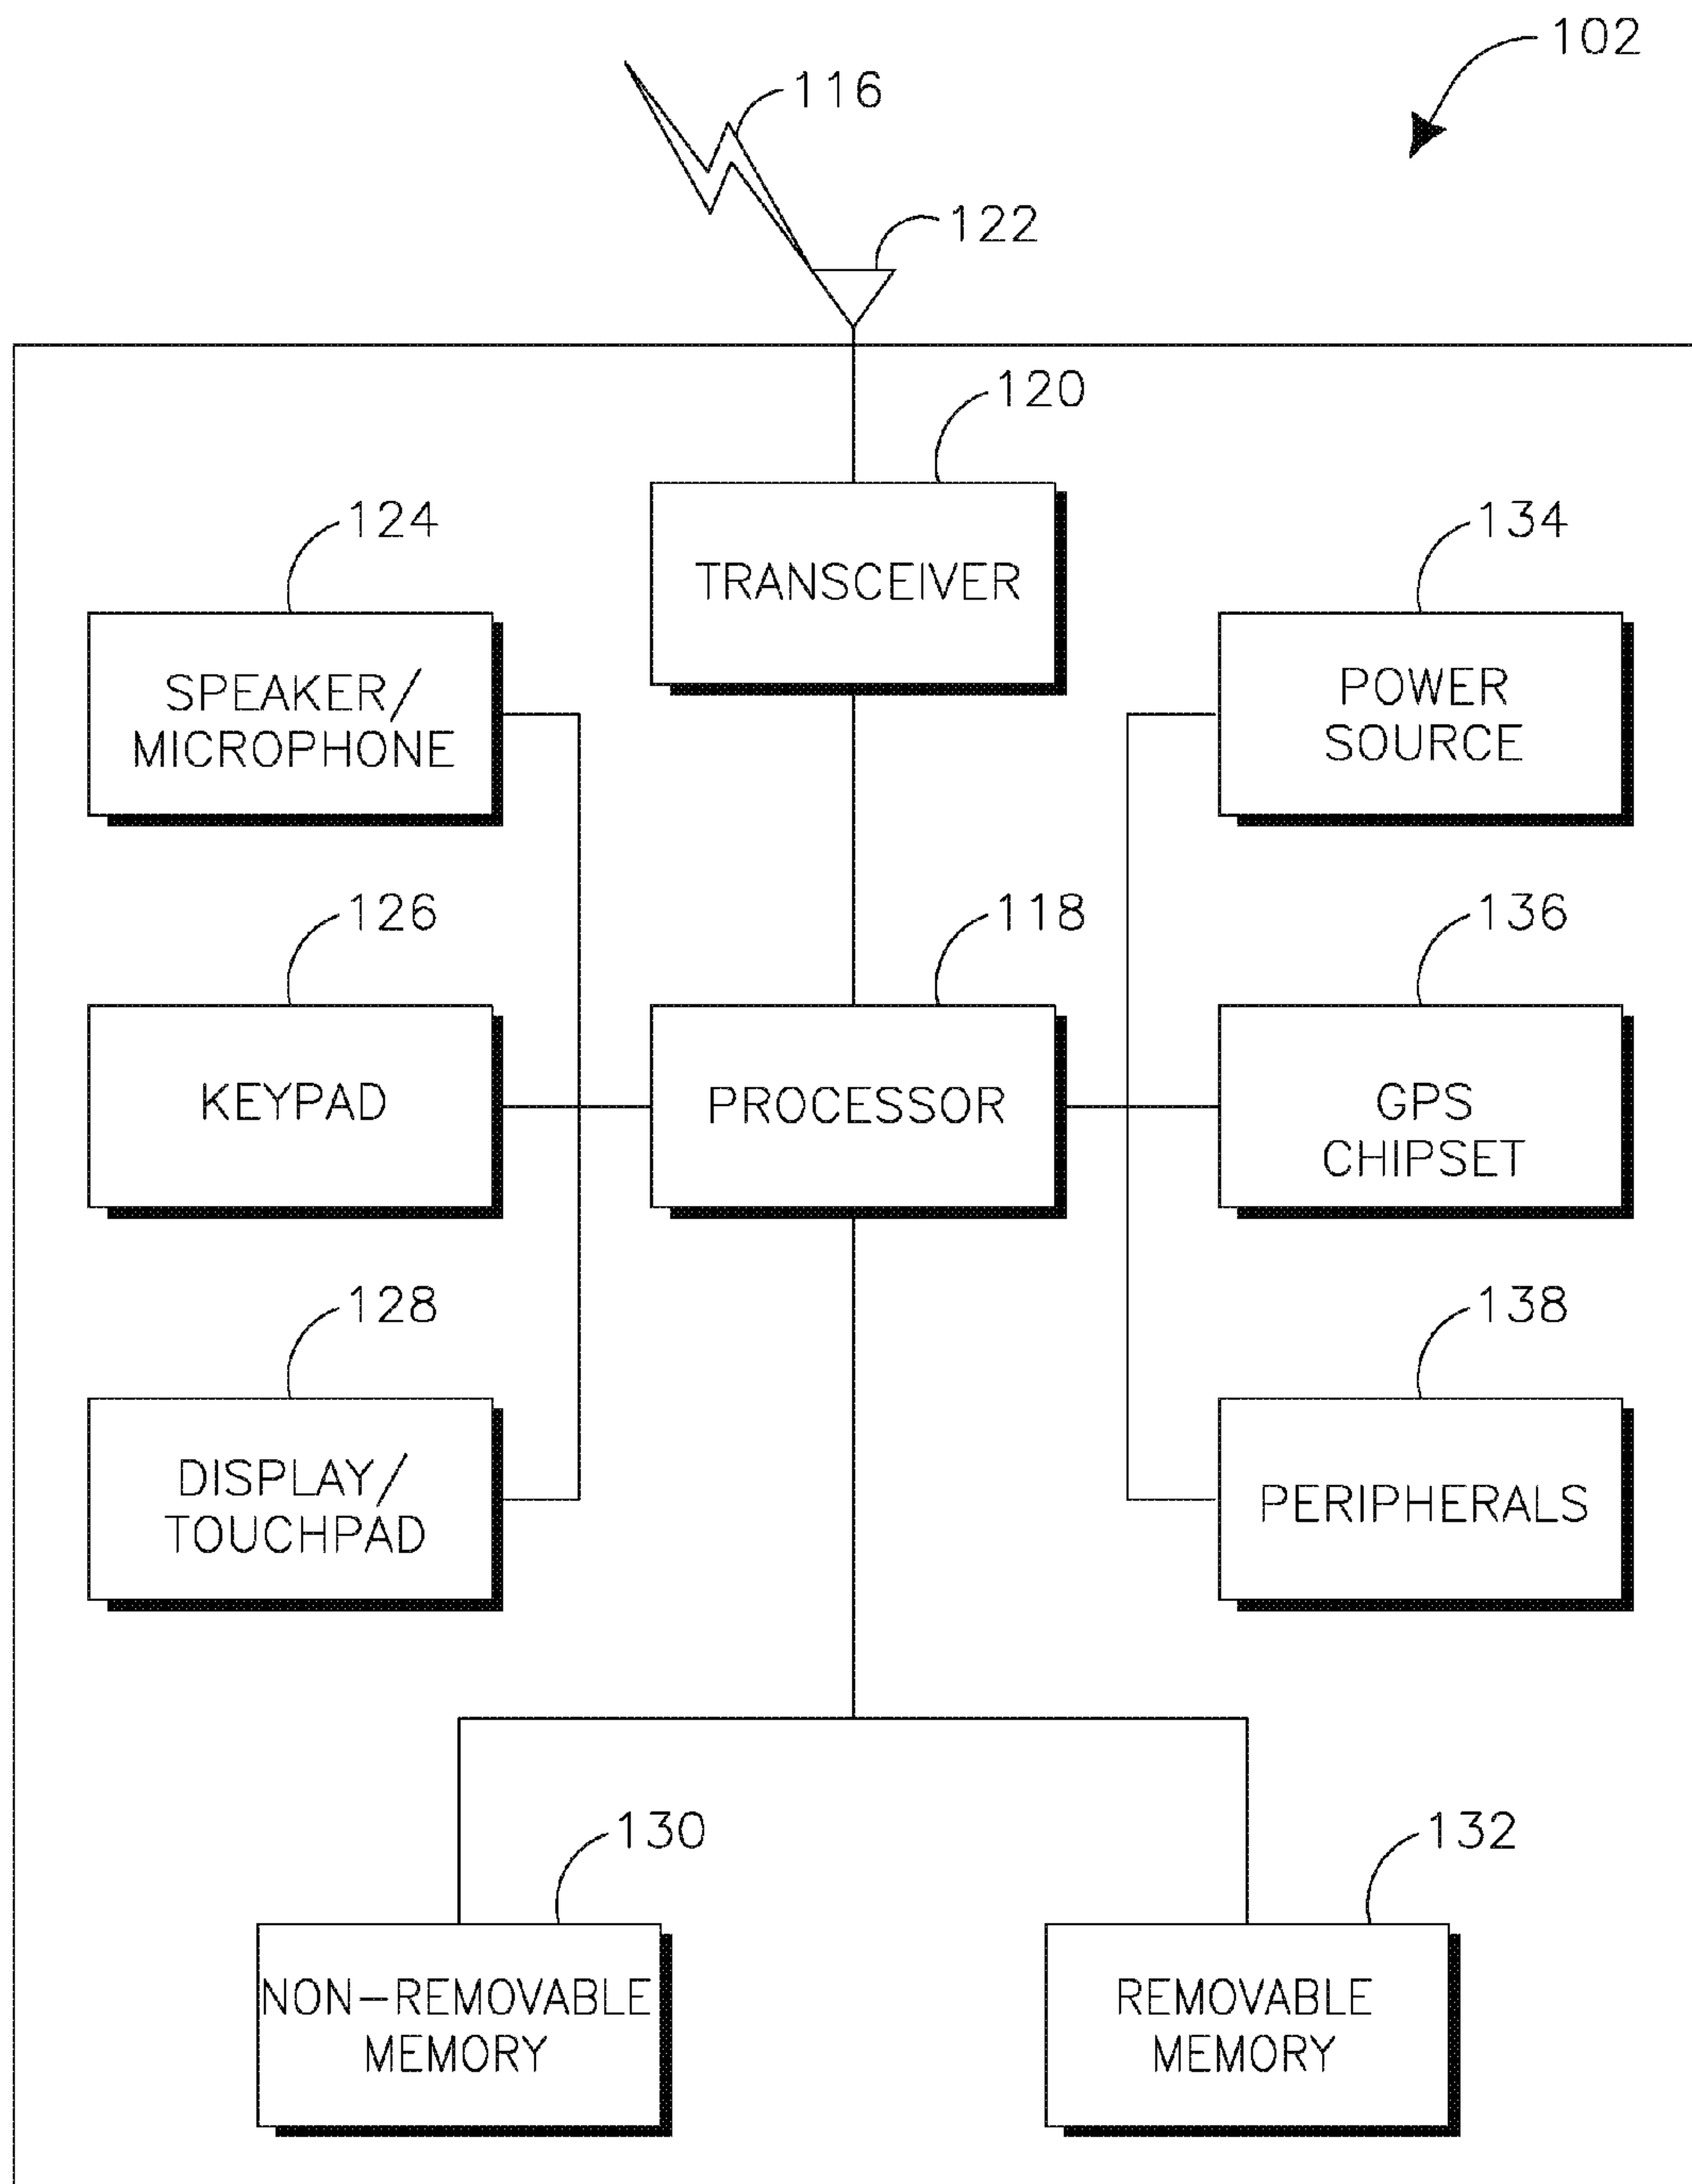 102
116
122
120
TRANSCEIVER
124
SPEAKER/
MICROPHONE
134
POWER
SOURCE
126
KEYPAD
118
PROCESSOR
136
GPS
CHIPSET
128
DISPLAY/
TOUCHPAD
138
PERIPHERALS
130
NON-REMOVABLE
MEMORY
132
REMOVABLE
MEMORY